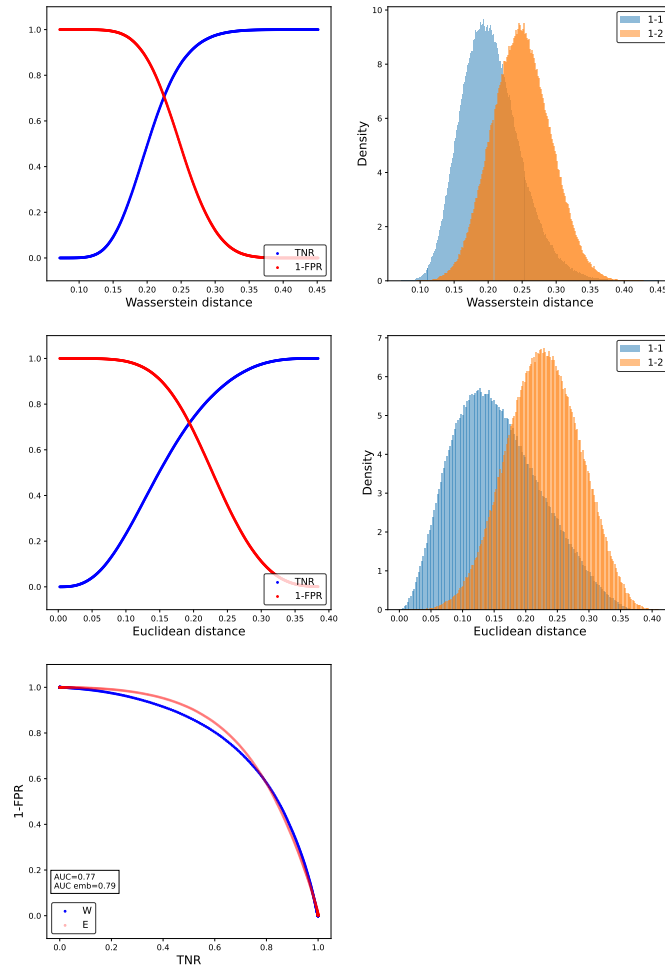 1.0
0.8
0.6
0.4
0.2
0.0
TNR
1-FPR
0.10 0.15 0.20 0.25 0.30 0.35 0.40 0.45
Wasserstein distance
10
8
6
4
2
0
Density
1-1
1-2
0.10 0.15 0.20 0.25 0.30 0.35 0.40 0.45
Wasserstein distance
1.0
0.8
0.6
0.4
0.2
0.0
TNR
1-FPR
0.00 0.05 0.10 0.15 0.20 0.25 0.30 0.35 0.40
Euclidean distance
7
6
5
4
3
2
1
0
Density
1-1
1-2
0.00 0.05 0.10 0.15 0.20 0.25 0.30 0.35 0.40
Euclidean distance
1.0
0.8
0.6
0.4
0.2
0.0
1-FPR
AUC=0.77
AUC emb=0.79
W
E
0.0 0.2 0.4 0.6 0.8 1.0
TNR